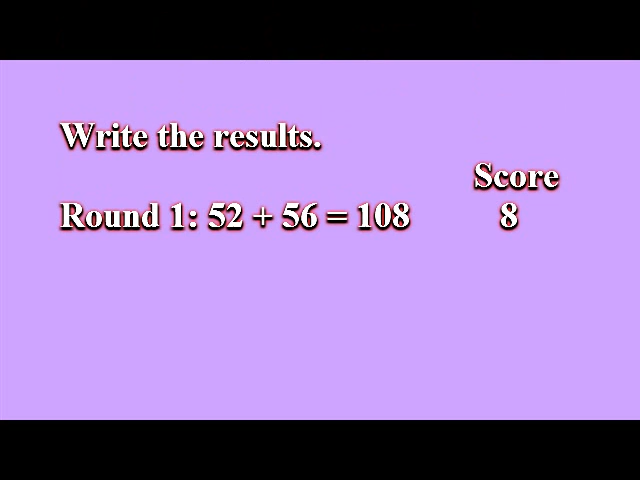 Write the results.
Score
Round 1: 52 + 56 = 108 8